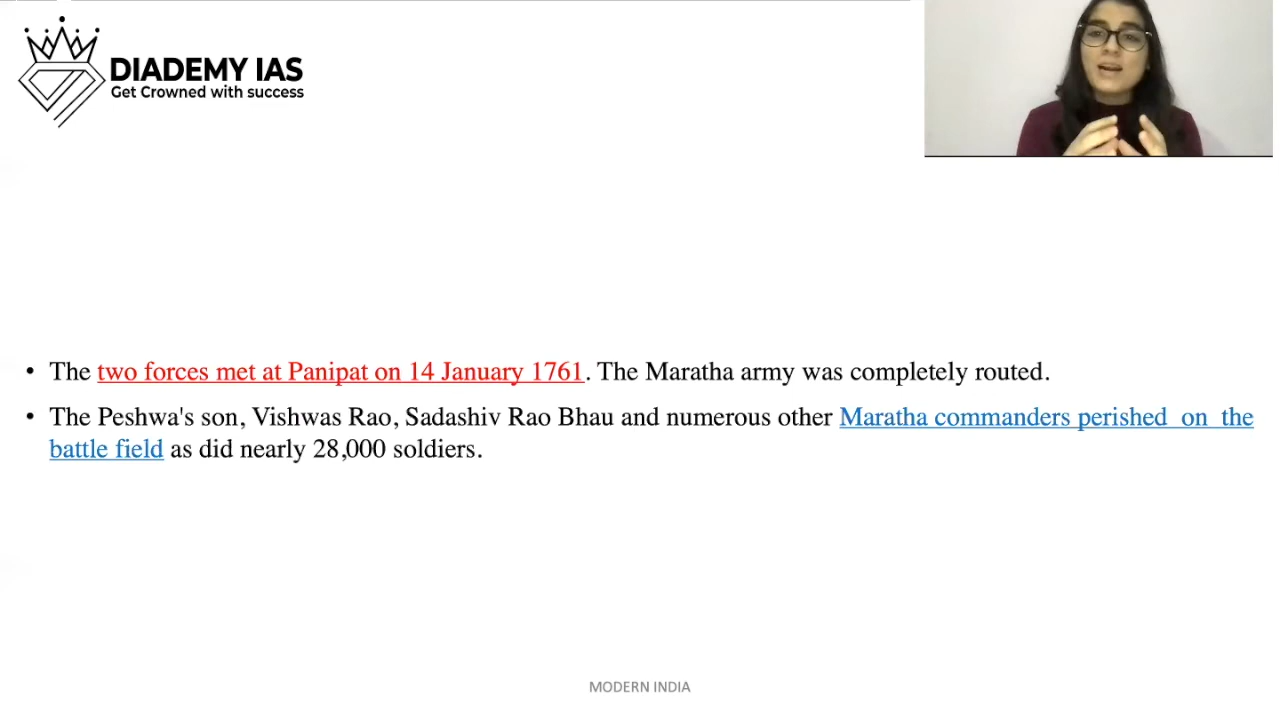 DIADEMY IAS
Get Crowned with success
• The two forces met at Panipat on 14 January 1761. The Maratha army was completely routed.
• The Peshwa's son, Vishwas Rao, Sadashiv Rao Bhau and numerous other Maratha commanders perished on the
battle field as did nearly 28,000 soldiers.
MODERN INDIA